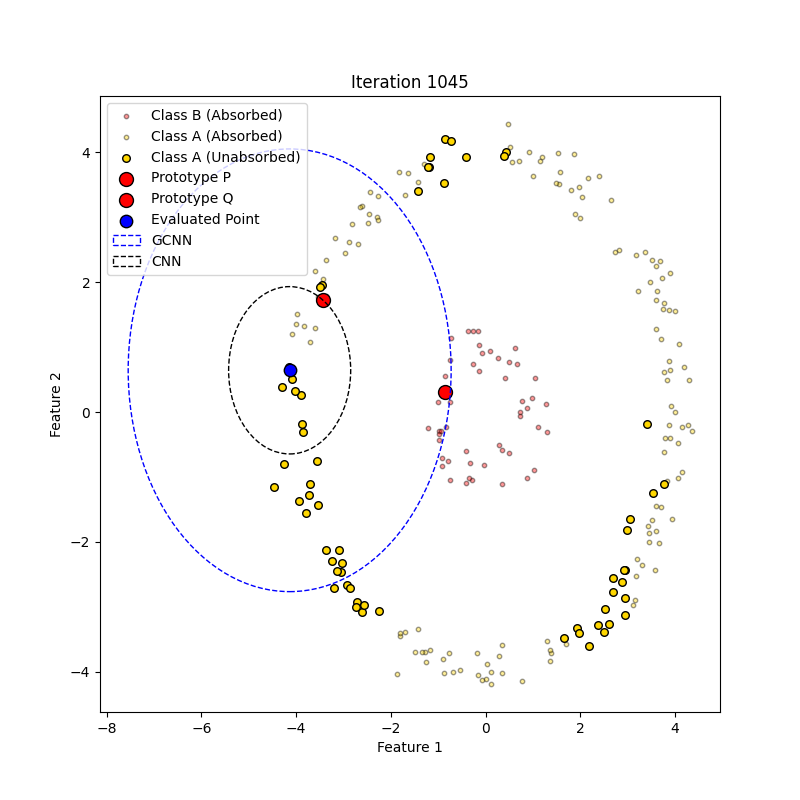 Iteration 1045
Class B (Absorbed)
Class A (Absorbed)
Class A (Unabsorbed)
Prototype P
Prototype Q
Evaluated Point
GCNN
CNN
Feature 2
4
2
0
−2
−4
−8
−6
−4
−2
0
2
4
Feature 1